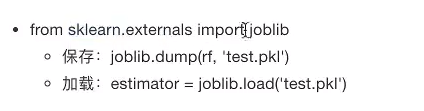 from sklearn.externals import joblib
保存：joblib.dump(rf, 'test.pkl')
加载：estimator = joblib.load('test.pkl')